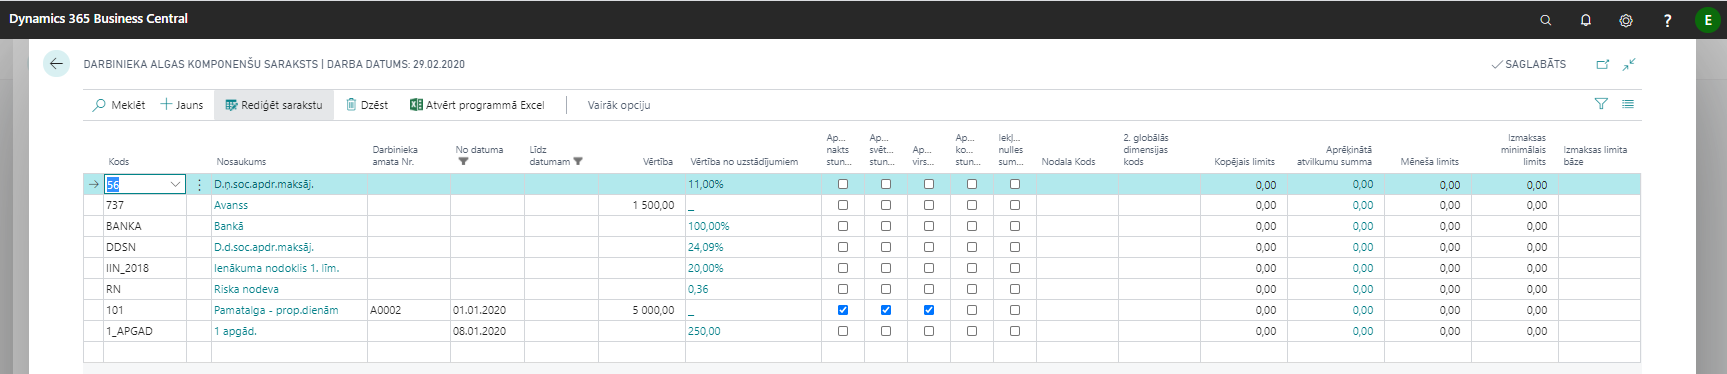 Dynamics 365 Business Central
?
E
DARBINIEKA ALGAS KOMPONENŠU SARAKSTS | DARBA DATUMS: 29.02.2020
SAGLABĀTS
Meklēt Jauns Rediģēt sarakstu Dzēst Atvērt programmā Excel Vairāk opciju
Kods Nosaukums Darbinieka amata Nr. No datuma Līdz datumam Vērtība Vērtība no uzstādījumiem Ap... nakts stun... Ap... svēt... stun... Ap... virs... Ap... ko... stun... Iekļ... nulles sum... Nodala Kods 2. globālās dimensijas kods Kopējais limits Aprēķinātā atvilkumu summa Mēneša limits Izmaksas minimālais limits Izmaksas limita bāze
56 D.ņ.soc.apdr.maksāj. 11,00% 0,00 0,00 0,00 0,00
737 Avanss 1 500,00 _ 0,00 0,00 0,00 0,00
BANKA Bankā 100,00% 0,00 0,00 0,00 0,00
DDSN D.d.soc.apdr.maksāj. 24,09% 0,00 0,00 0,00 0,00
IIN_2018 Ienākuma nodoklis 1. līm. 20,00% 0,00 0,00 0,00 0,00
RN Riska nodeva 0,36 0,00 0,00 0,00 0,00
101 Pamatalga - prop.dienām A0002 01.01.2020 5 000,00 _ 0,00 0,00 0,00 0,00
1_APGAD 1 apgād. 08.01.2020 250,00 0,00 0,00 0,00 0,00